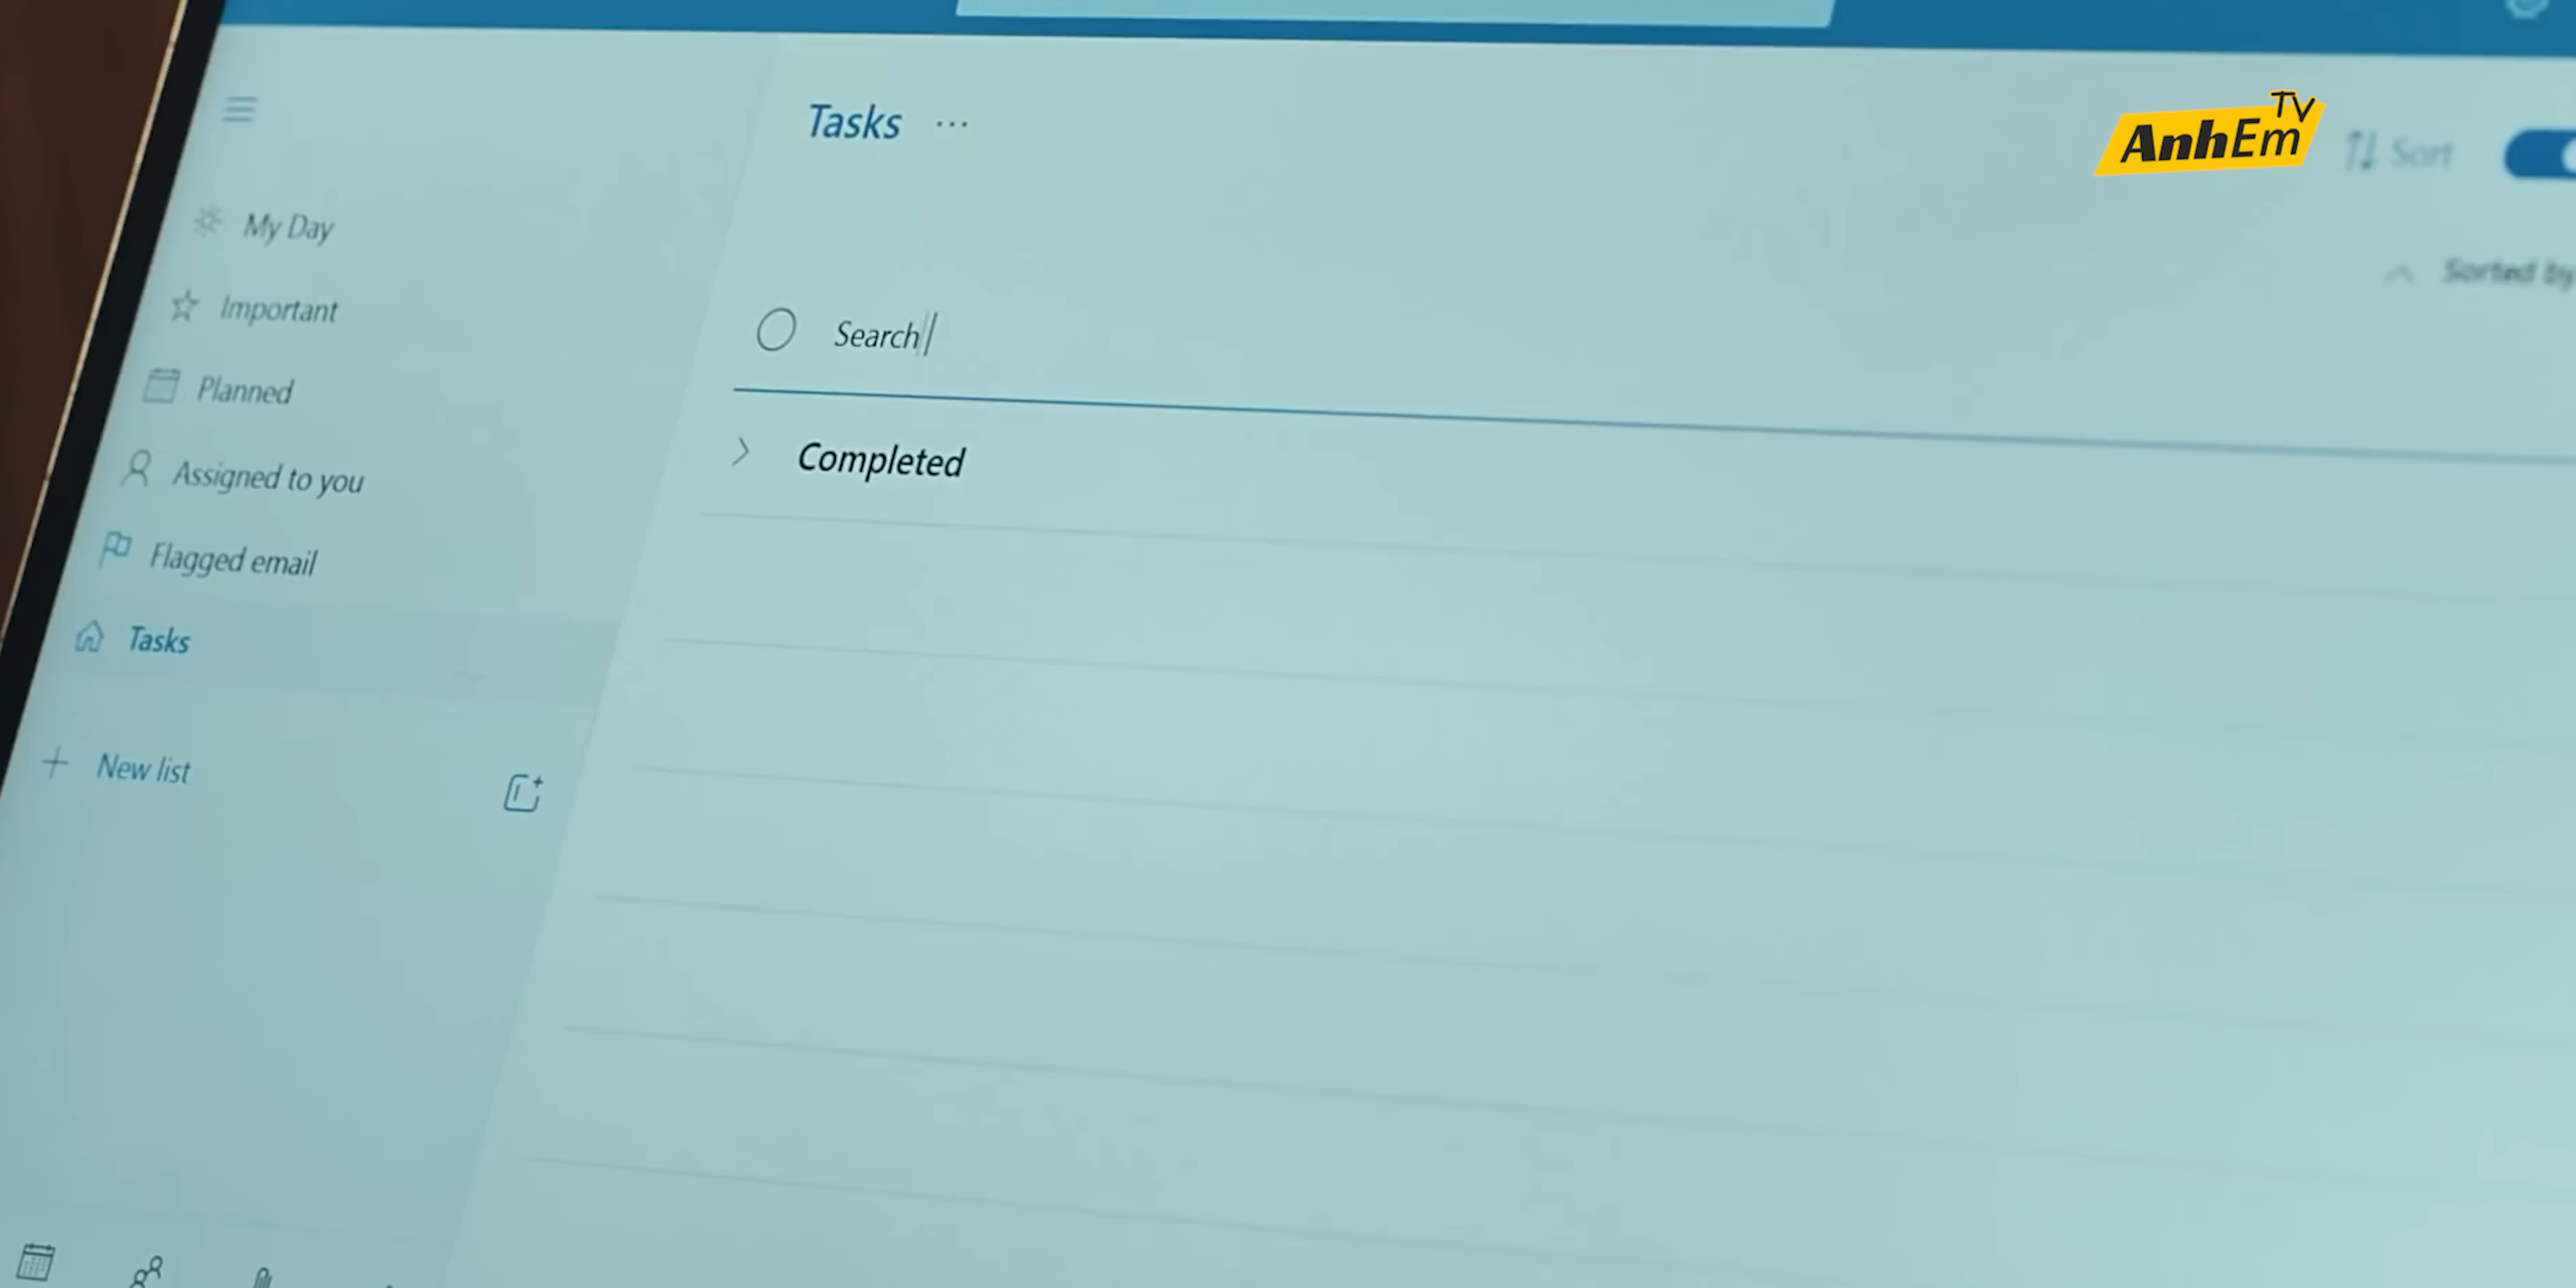 Tasks ...
AnhEm TV
Sort
Sorted by
My Day
Important
Planned
Assigned to you
Flagged email
Tasks
New list
Search
Completed